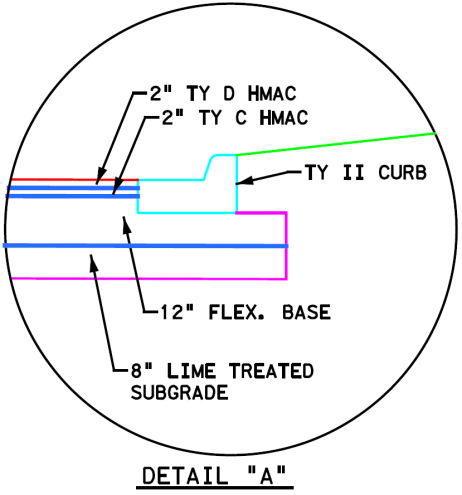 2" TY D HMAC
2" TY C HMAC
TY II CURB
12" FLEX. BASE
8" LIME TREATED
SUBGRADE
DETAIL "A"